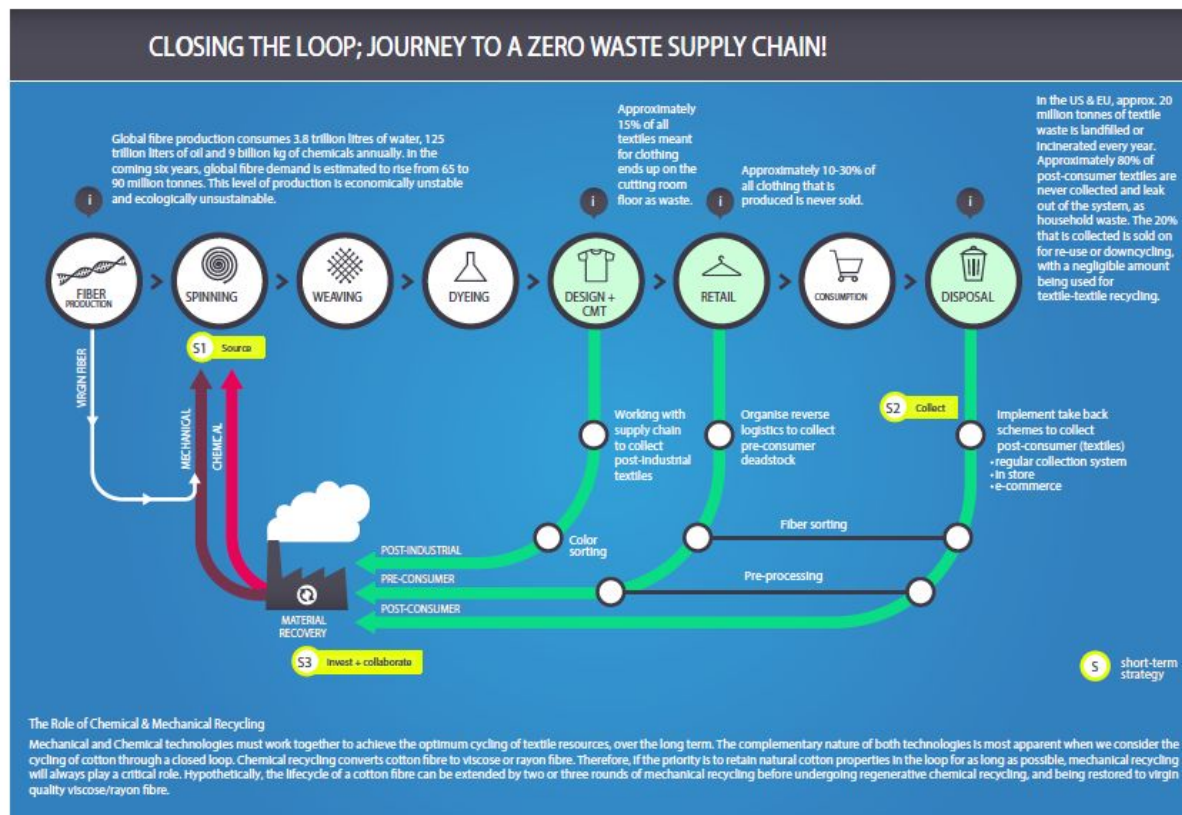 CLOSING THE LOOP; JOURNEY TO A ZERO WASTE SUPPLY CHAIN!
Global fibre production consumes 3.8 trillion litres of water, 125
trillion liters of oil and 9 billion kg of chemicals annually. In the
coming six years, global fibre demand is estimated to rise from 65 to
90 million tonnes. This level of production is economically unstable
and ecologically unsustainable.
i
Approximately
15% of all
textiles meant
for clothing
ends up on the
cutting room
floor as waste.
i
Approximately 10-30% of
all clothing that is
produced is never sold.
i
In the US & EU, approx. 20
million tonnes of textile
waste is landfilled or
incinerated every year.
Approximately 80% of
post-consumer textiles are
never collected and leak
out of the system, as
household waste. The 20%
that is collected is sold on
for re-use or downcycling,
with a negligible amount
being used for
textile-textile recycling.
i
FIBER
PRODUCTION
SPINNING
WEAVING
DYEING
DESIGN +
CMT
RETAIL
CONSUMPTION
DISPOSAL
S1 Source
VIRGIN FIBER
MECHANICAL
CHEMICAL
S2 Collect
Working with
supply chain
to collect
post-industrial
textiles
Organise reverse
logistics to collect
pre-consumer
deadstock
Implement take back
schemes to collect
post-consumer (textiles)
• regular collection system
• in store
• e-commerce
Color
sorting
Fiber sorting
Pre-processing
POST-INDUSTRIAL
PRE-CONSUMER
POST-CONSUMER
MATERIAL
RECOVERY
S3 Invest + collaborate
S short-term
strategy
The Role of Chemical & Mechanical Recycling
Mechanical and Chemical technologies must work together to achieve the optimum cycling of textile resources, over the long term. The complementary nature of both technologies is most apparent when we consider the
cycling of cotton through a closed loop. Chemical recycling converts cotton fibre to viscose or rayon fibre. Therefore, if the priority is to retain natural cotton properties in the loop for as long as possible, mechanical recycling
will always play a critical role. Hypothetically, the lifecycle of a cotton fibre can be extended by two or three rounds of mechanical recycling before undergoing regenerative chemical recycling, and being restored to virgin
quality viscose/rayon fibre.